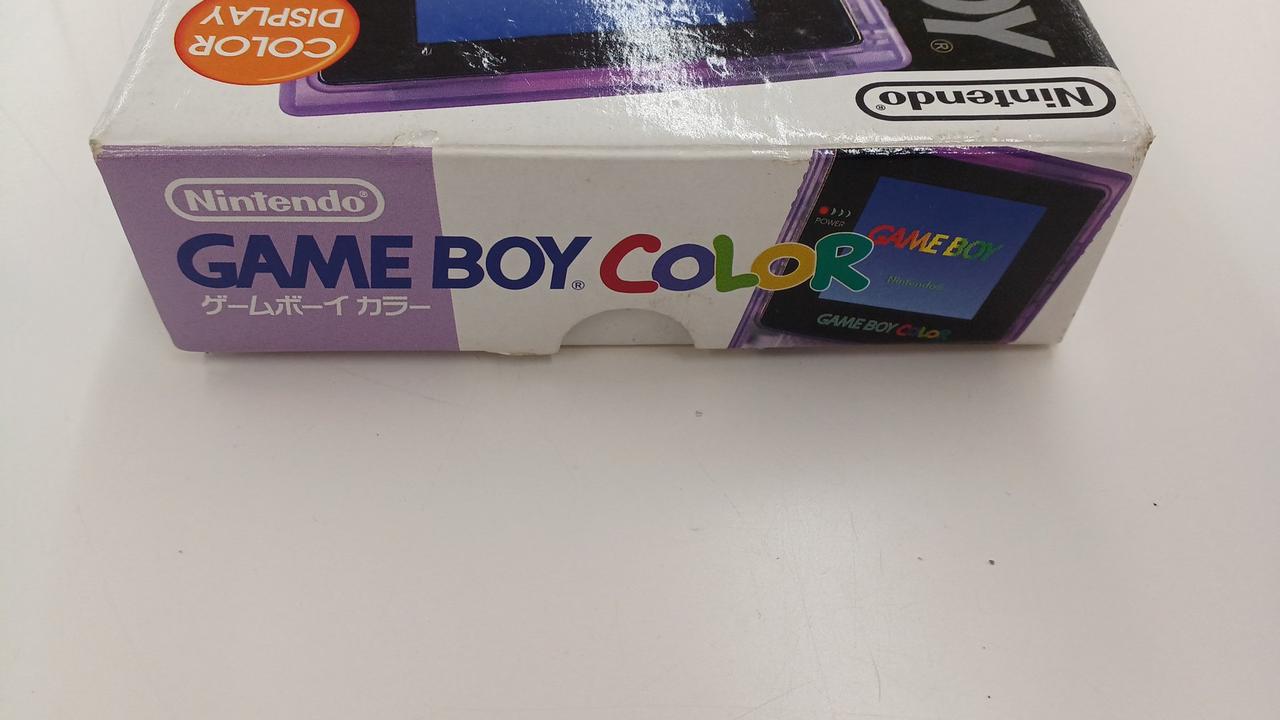 COLOR
DISPLAY
BOY®
Nintendo®
Nintendo®
GAME BOY® COLOR
ゲームボーイ カラー
POWER
GAME BOY
Nintendo®
GAME BOY COLOR